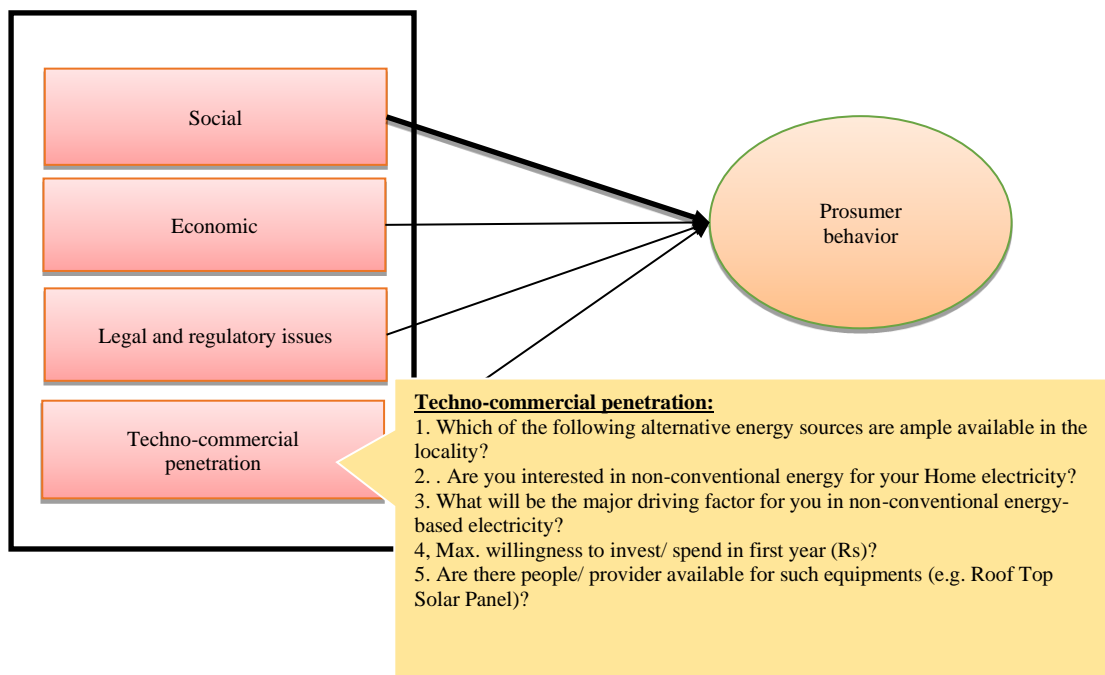 Social
Economic
Legal and regulatory issues
Techno-commercial
penetration
Prosumer
behavior
Techno-commercial penetration:
1. Which of the following alternative energy sources are ample available in the
locality?
2. . Are you interested in non-conventional energy for your Home electricity?
3. What will be the major driving factor for you in non-conventional energy-
based electricity?
4, Max. willingness to invest/ spend in first year (Rs)?
5. Are there people/ provider available for such equipments (e.g. Roof Top
Solar Panel)?